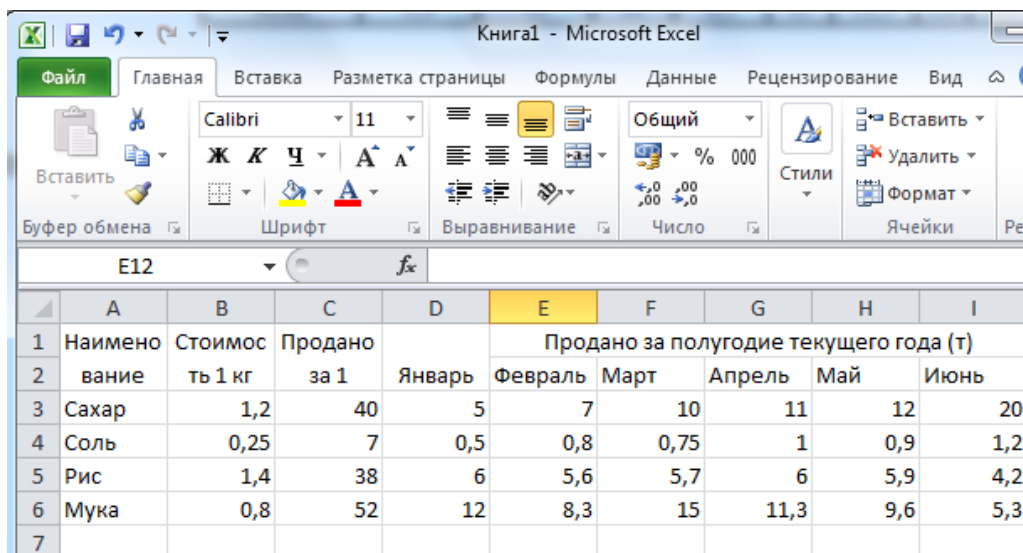 Книга1 - Microsoft Excel
Файл Главная Вставка Разметка страницы Формулы Данные Рецензирование Вид
Calibri 11 Общий Вставить
Ж К Ч А А % 000 Удалить
Вставить Стили Формат
А ,0 ,00 ,00 ,0
Буфер обмена Шрифт Выравнивание Число Ячейки Ре
E12 fx
A B C D E F G H I
1 Наимено Стоимос Продано Продано за полугодие текущего года (т)
2 вание ть 1 кг за 1 Январь Февраль Март Апрель Май Июнь
3 Сахар 1,2 40 5 7 10 11 12 20
4 Соль 0,25 7 0,5 0,8 0,75 1 0,9 1,2
5 Рис 1,4 38 6 5,6 5,7 6 5,9 4,2
6 Мука 0,8 52 12 8,3 15 11,3 9,6 5,3
7